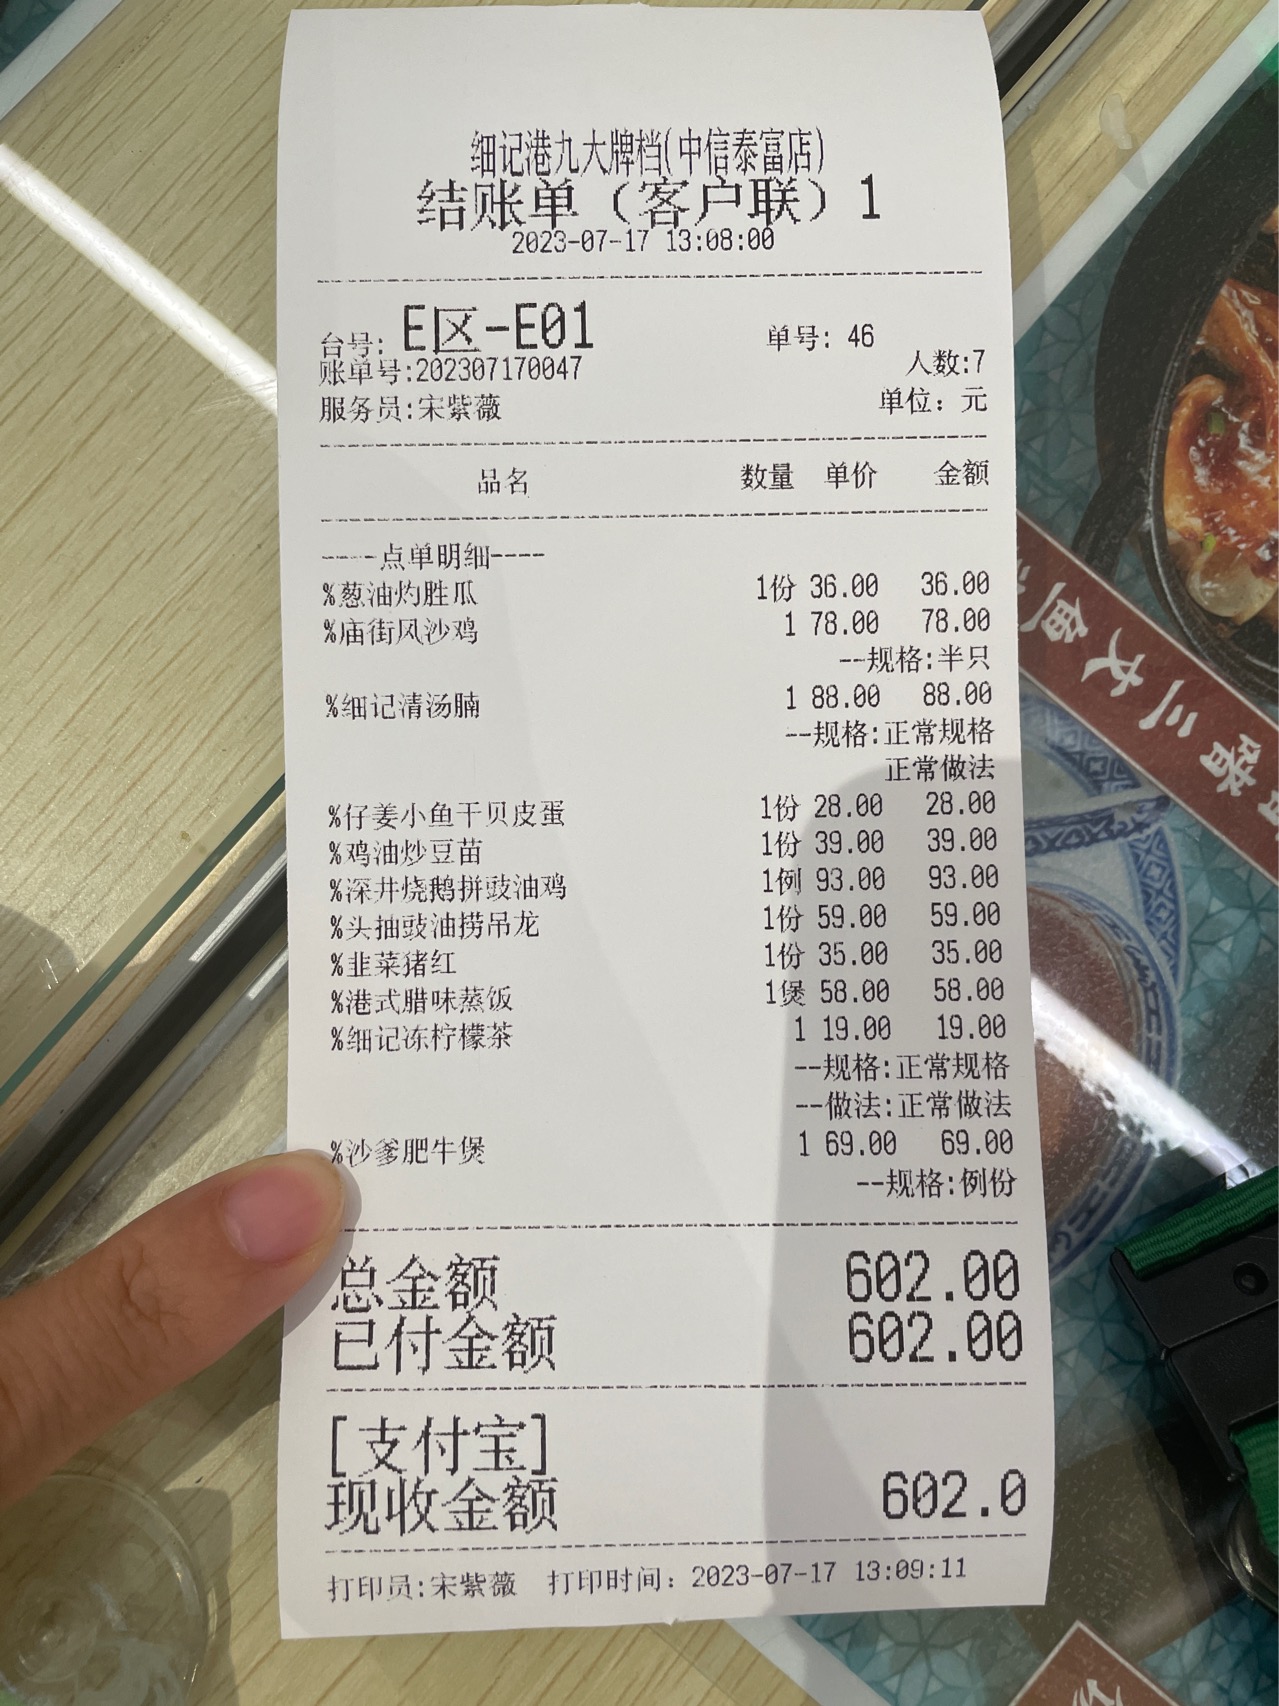 细记港九大牌档(中信泰富店)
结账单（客户联）1
2023-07-17 13:08:00
台号: E区-E01 单号: 46
账单号:202307170047 人数:7
服务员:宋紫薇 单位: 元
品名 数量 单价 金额
----点单明细----
%葱油灼胜瓜 1份 36.00 36.00
%庙街风沙鸡 1 78.00 78.00
--规格:半只
%细记清汤腩 1 88.00 88.00
--规格:正常规格
正常做法
%仔姜小鱼干贝皮蛋 1份 28.00 28.00
%鸡油炒豆苗 1份 39.00 39.00
%深井烧鹅拼豉油鸡 1例 93.00 93.00
%头抽豉油捞吊龙 1份 59.00 59.00
%韭菜猪红 1份 35.00 35.00
%港式腊味蒸饭 1煲 58.00 58.00
%细记冻柠檬茶 1 19.00 19.00
--规格:正常规格
--做法:正常做法
%沙爹肥牛煲 1 69.00 69.00
--规格:例份
总金额 602.00
已付金额 602.00
[支付宝]
现收金额 602.0
打印员:宋紫薇 打印时间: 2023-07-17 13:09:11